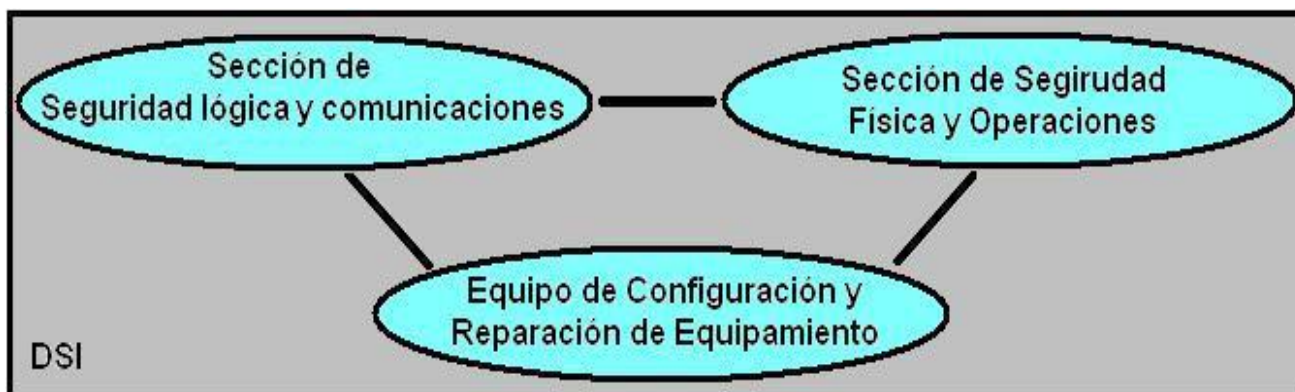 Sección de
Seguridad lógica y comunicaciones
Sección de Segirudad
Física y Operaciones
Equipo de Configuración y
Reparación de Equipamiento
DSI